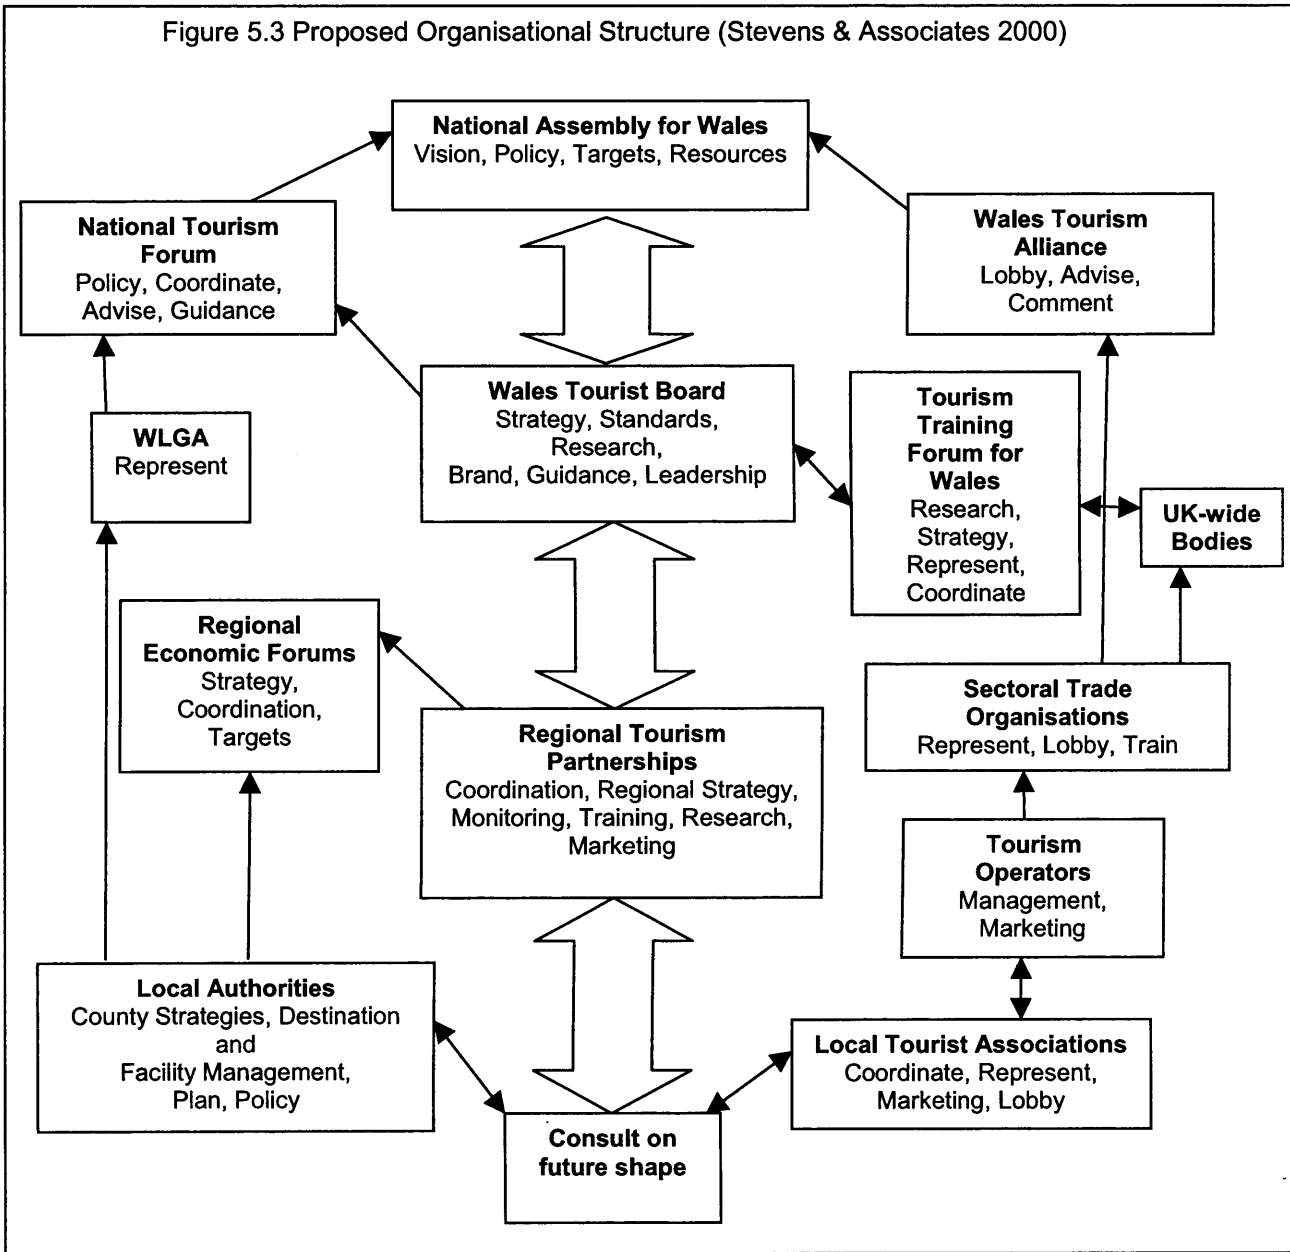 Figure 5.3 Proposed Organisational Structure (Stevens & Associates 2000)
National Assembly for Wales
Vision, Policy, Targets, Resources
National Tourism
Forum
Policy, Coordinate,
Advise, Guidance
Wales Tourism
Alliance
Lobby, Advise,
Comment
Wales Tourist Board
Strategy, Standards,
Research,
Brand, Guidance, Leadership
Tourism
Training
Forum for
Wales
Research,
Strategy,
Represent,
Coordinate
WLGA
Represent
UK-wide
Bodies
Regional
Economic Forums
Strategy,
Coordination,
Targets
Sectoral Trade
Organisations
Represent, Lobby, Train
Regional Tourism
Partnerships
Coordination, Regional Strategy,
Monitoring, Training, Research,
Marketing
Tourism
Operators
Management,
Marketing
Local Authorities
County Strategies, Destination
and
Facility Management,
Plan, Policy
Local Tourist Associations
Coordinate, Represent,
Marketing, Lobby
Consult on
future shape